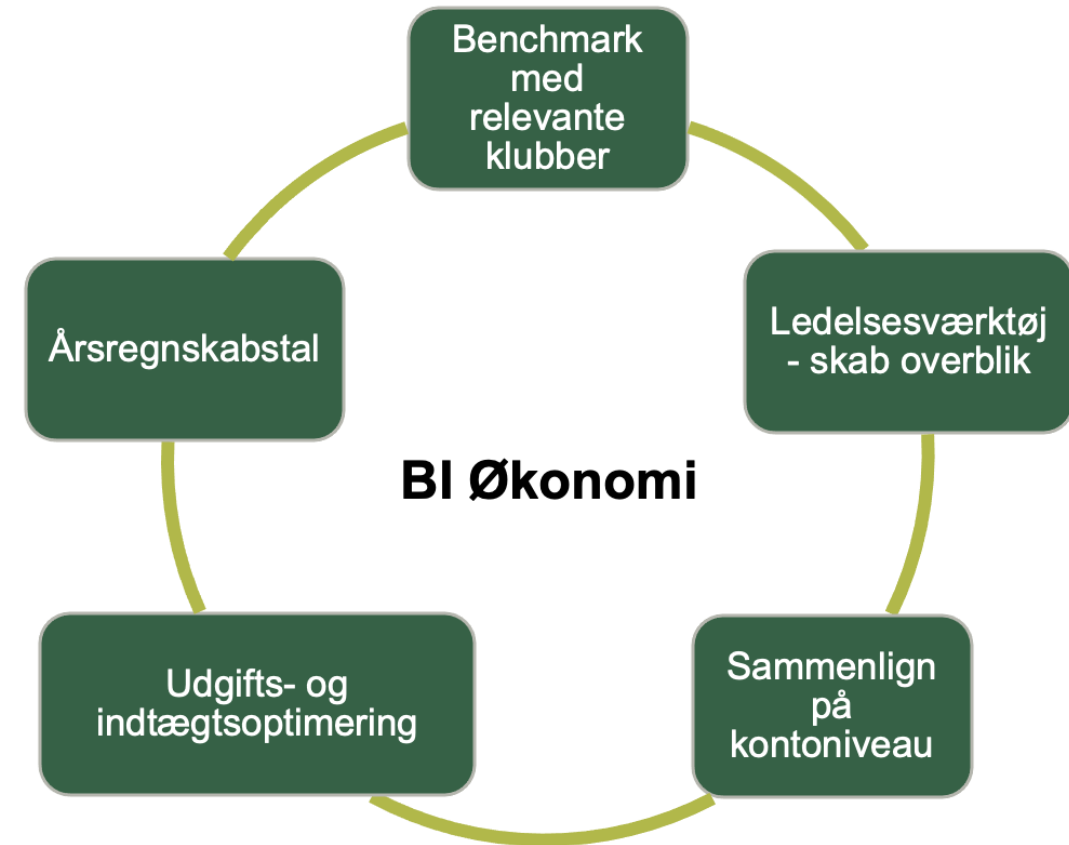 Benchmark
med
relevante
klubber
Ledelsesværktøj
- skab overblik
Årsregnskabstal
BI Økonomi
Sammenlign
på
kontoniveau
Udgifts- og
indtægtsoptimering